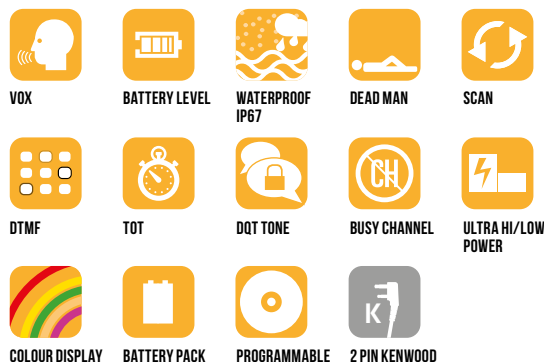 VOX
BATTERY LEVEL
WATERPROOF
IP67
DEAD MAN
SCAN
DTMF
TOT
DQT TONE
CH
BUSY CHANNEL
ULTRA HI/LOW
POWER
COLOUR DISPLAY
BATTERY PACK
PROGRAMMABLE
K
2 PIN KENWOOD